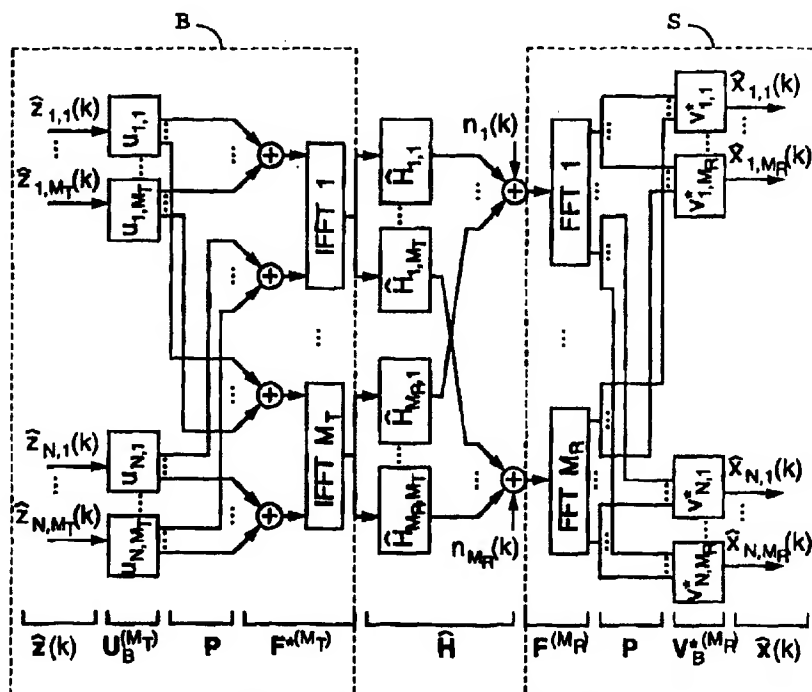 B
S
ẑ1,1(k)
u1,1
ẑ1,MT(k)
u1,MT
IFFT 1
Ĥ1,1
Ĥ1,MT
n1(k)
FFT 1
v*1,1
x̂1,1(k)
v*1,MR
x̂1,MR(k)
ẑN,1(k)
uN,1
ẑN,MT(k)
uN,MT
IFFT MT
ĤMR,1
ĤMR,MT
nMR(k)
FFT MR
v*N,1
x̂N,1(k)
v*N,MR
x̂N,MR(k)
ẑ(k) UB(MT) P F*(MT) Ĥ F(MR) P VB*(MR) x̂(k)